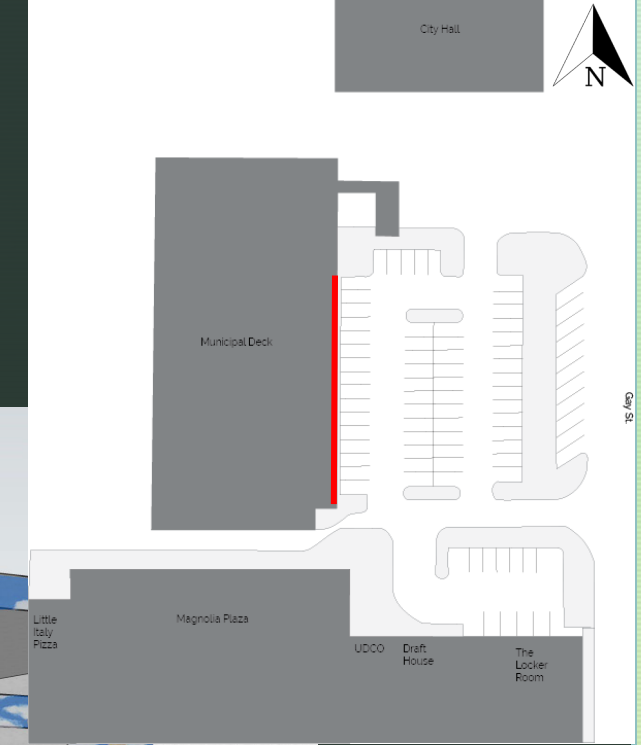 City Hall
N
Municipal Deck
Gay St.
Little
Italy
Pizza
Magnolia Plaza
UDCO
Draft
House
The
Locker
Room